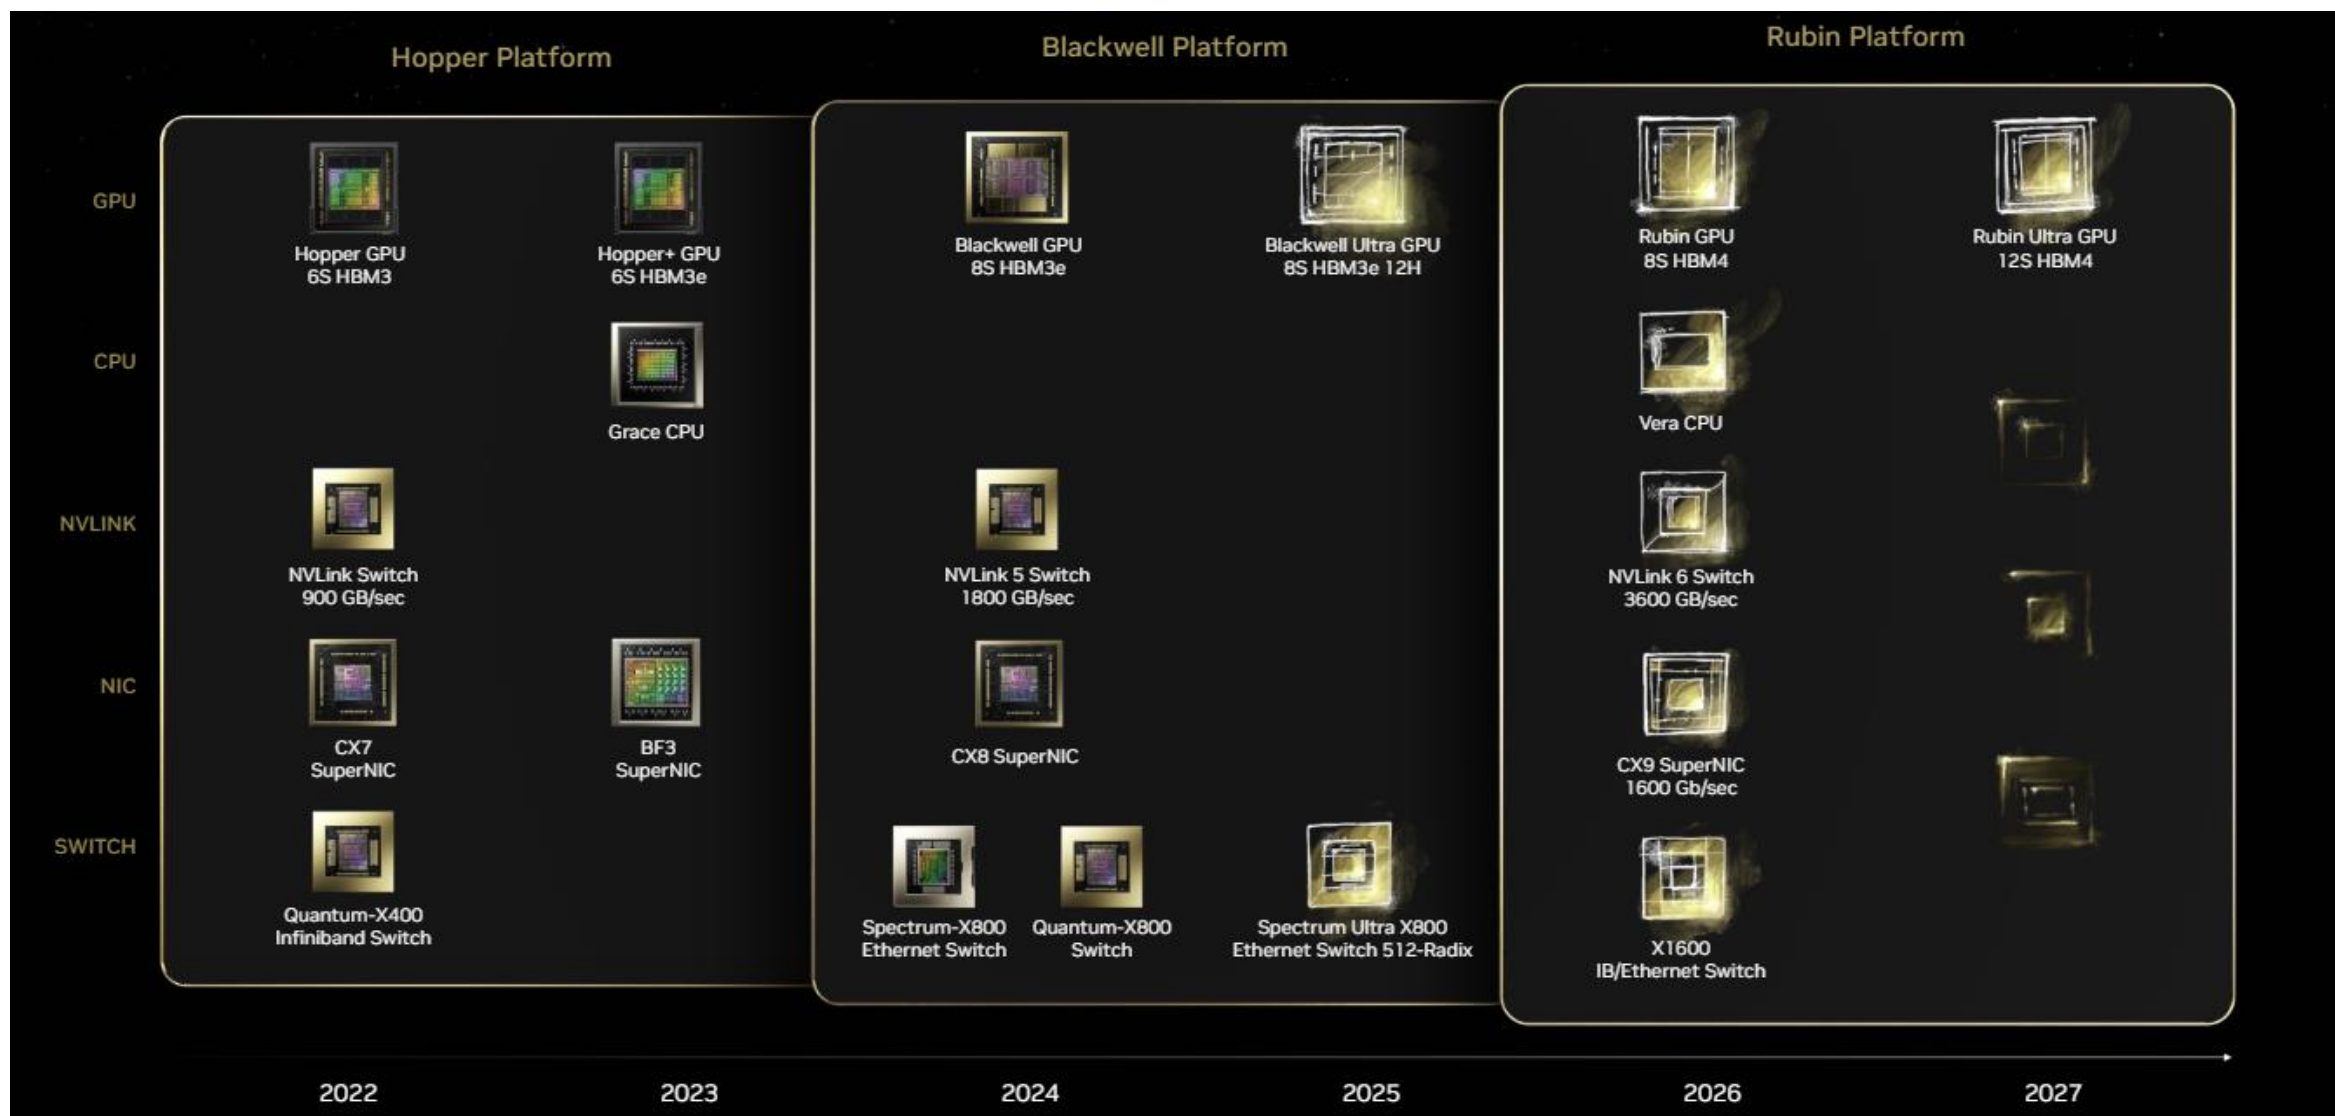 Hopper Platform
Blackwell Platform
Rubin Platform
GPU
Hopper GPU
6S HBM3
Hopper+ GPU
6S HBM3e
Blackwell GPU
8S HBM3e
Blackwell Ultra GPU
8S HBM3e 12H
Rubin GPU
8S HBM4
Rubin Ultra GPU
12S HBM4
CPU
Grace CPU
Vera CPU
NVLINK
NVLink Switch
900 GB/sec
NVLink 5 Switch
1800 GB/sec
NVLink 6 Switch
3600 GB/sec
NIC
CX7
SuperNIC
BF3
SuperNIC
CX8 SuperNIC
CX9 SuperNIC
1600 Gb/sec
SWITCH
Quantum-X400
Infiniband Switch
Spectrum-X800
Ethernet Switch
Quantum-X800
Switch
Spectrum Ultra X800
Ethernet Switch 512-Radix
X1600
IB/Ethernet Switch
2022
2023
2024
2025
2026
2027